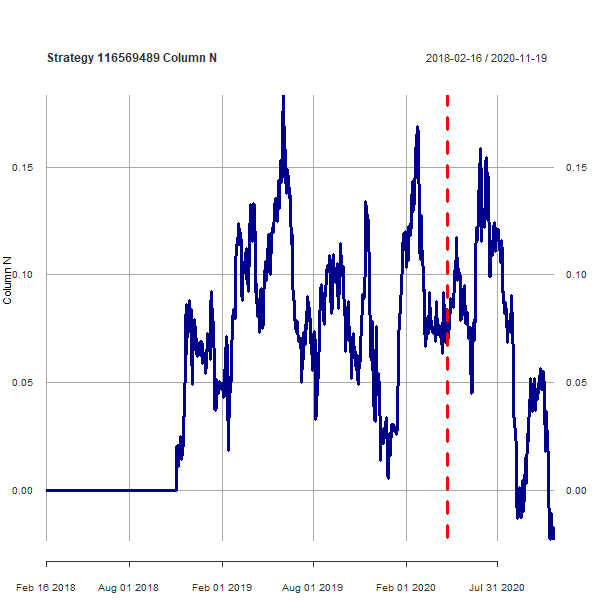 Strategy 116569489 Column N
2018-02-16 / 2020-11-19
0.15
0.15
0.10
0.10
Column N
0.05
0.05
0.00
0.00
Feb 16 2018
Aug 01 2018
Feb 01 2019
Aug 01 2019
Feb 01 2020
Jul 31 2020